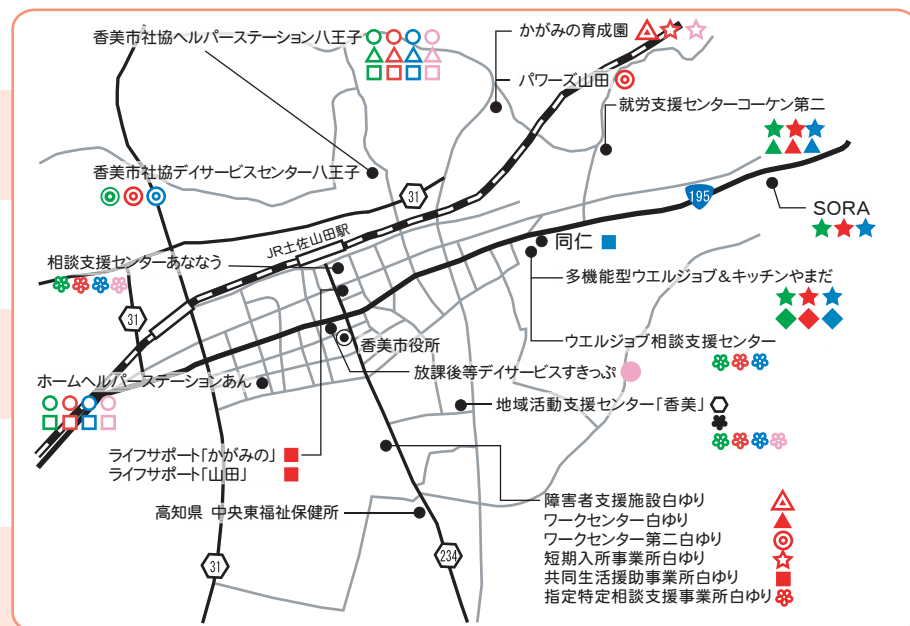 香美市社協ヘルパーステーション八王子
かがみの育成園
パワーズ山田
就労支援センターコーケン第二
香美市社協デイサービスセンター八王子
31
195
SORA
JR土佐山田駅
同仁
相談支援センターあななう
多機能型ウエルジョブ&キッチンやまだ
31
香美市役所
ウエルジョブ相談支援センター
放課後等デイサービスすきっぷ
ホームヘルパーステーションあん
地域活動支援センター「香美」
ライフサポート「かがみの」
ライフサポート「山田」
障害者支援施設白ゆり
高知県 中央東福祉保健所
ワークセンター白ゆり
ワークセンター第二白ゆり
短期入所事業所白ゆり
共同生活援助事業所白ゆり
指定特定相談支援事業所白ゆり
31
234